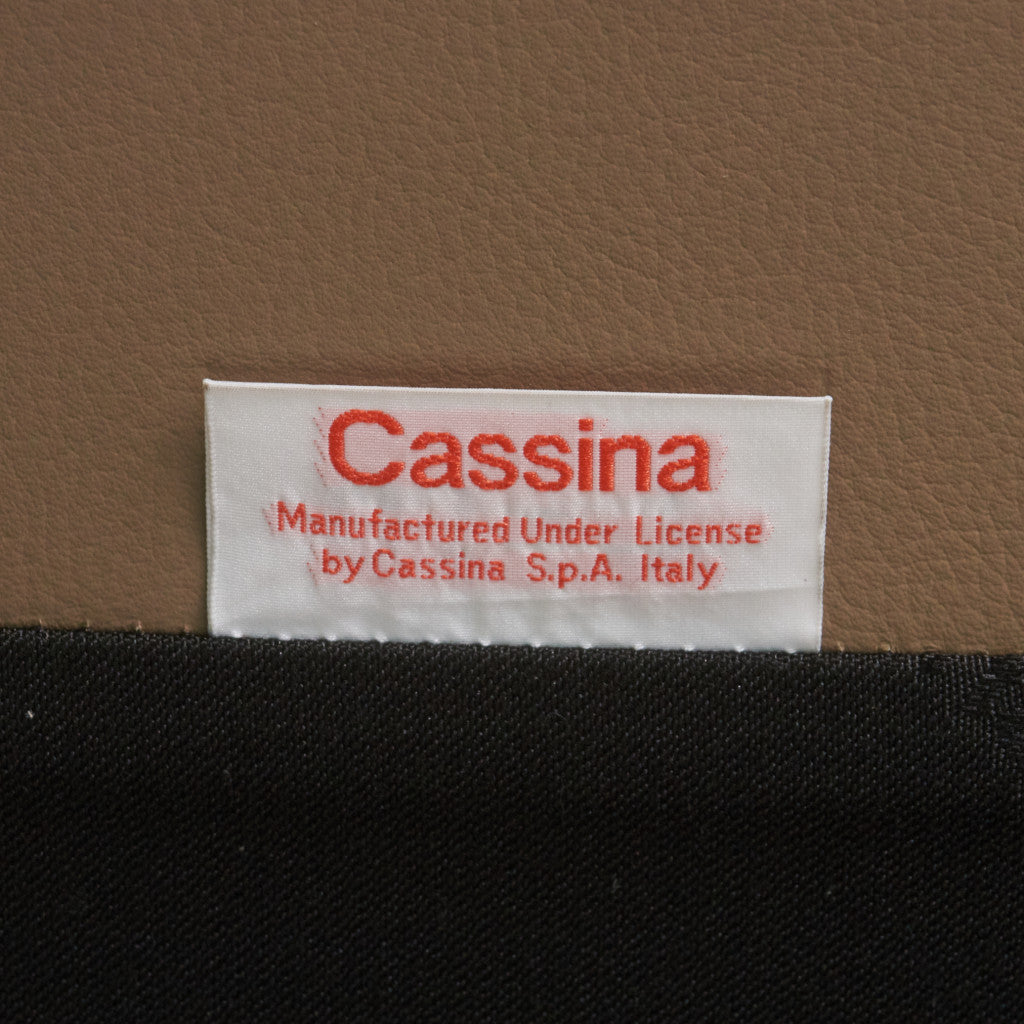 Cassina
Manufactured Under License
by Cassina S.p.A. Italy